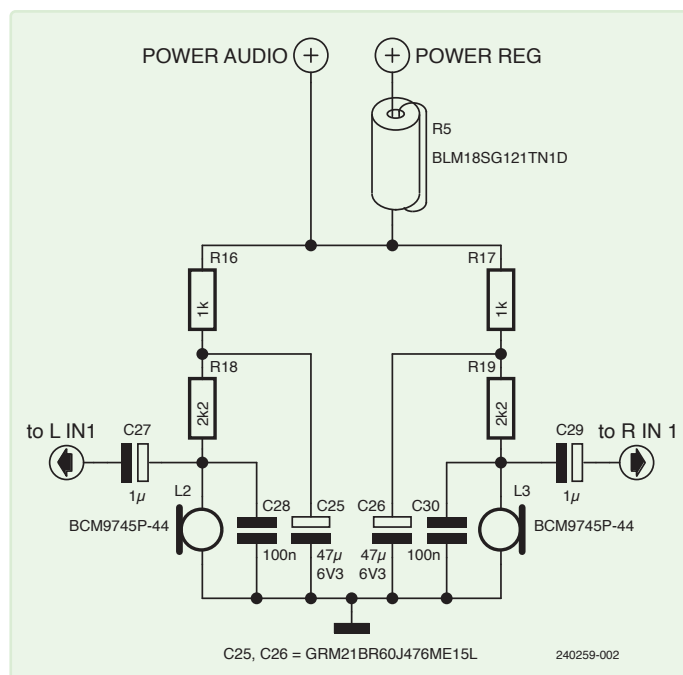 POWER AUDIO
+
+
POWER REG
R5
BLM18SG121TN1D
R16
R17
1k
1k
R18
R19
2k2
2k2
to L IN1
C27
C29
to R IN 1
1µ
1µ
L2
L3
C28
C25
C26
C30
BCM9745P-44
BCM9745P-44
100n
47µ
6V3
47µ
6V3
100n
C25, C26 = GRM21BR60J476ME15L
240259-002